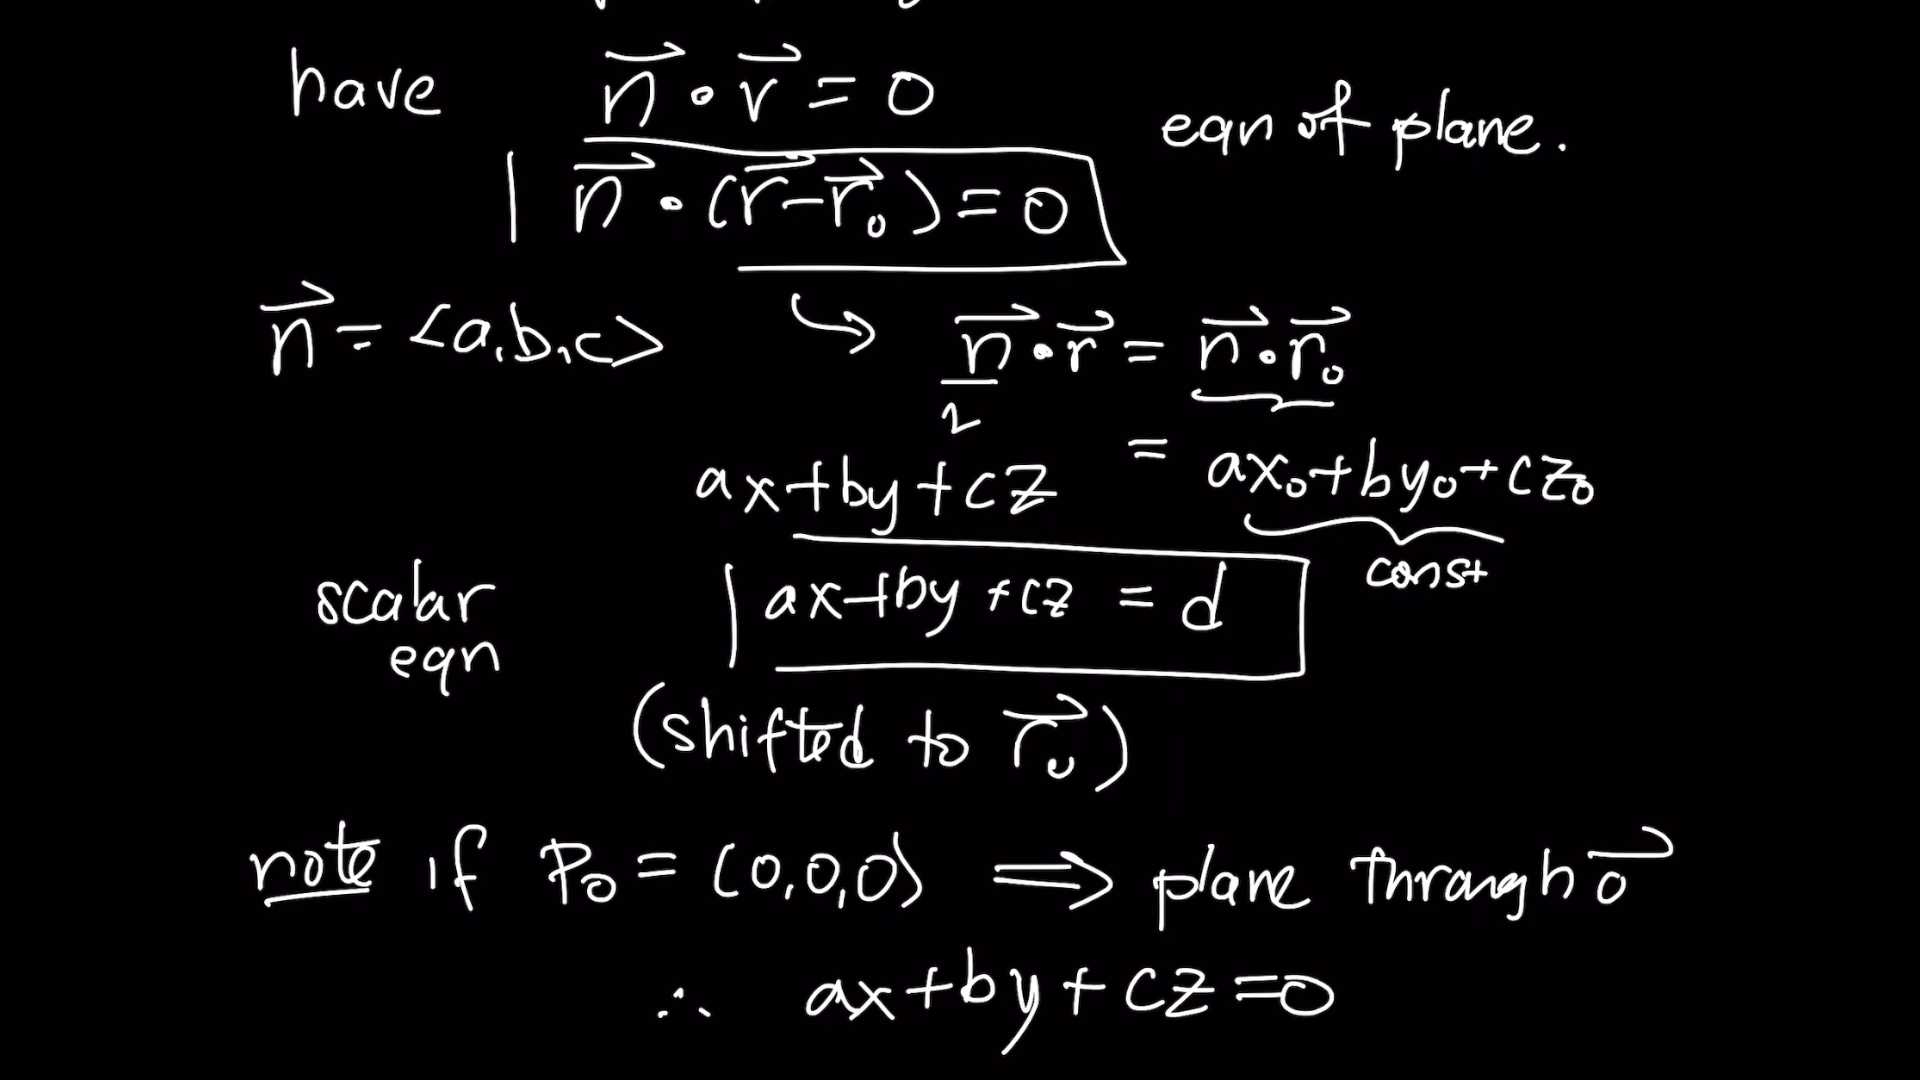 have n⃗ · r⃗ = 0 eqn of plane.
n⃗ · (r⃗ - r⃗₀) = 0
n⃗ = <a,b,c> ↪ n⃗ · r⃗ = n⃗ · r⃗₀
ax + by + cz = ax₀ + by₀ + cz₀
const
scalar eqn ax + by + cz = d
(shifted to r⃗₀)
note if P₀ = (0,0,0) ⟹ plane through 0⃗
∴ ax + by + cz = 0